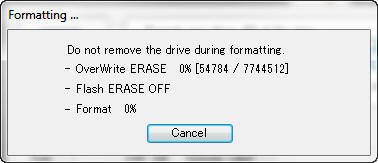 Formatting ...
Do not remove the drive during formatting.
- OverWrite ERASE 0% [54784 / 7744512]
- Flash ERASE OFF
- Format 0%
Cancel